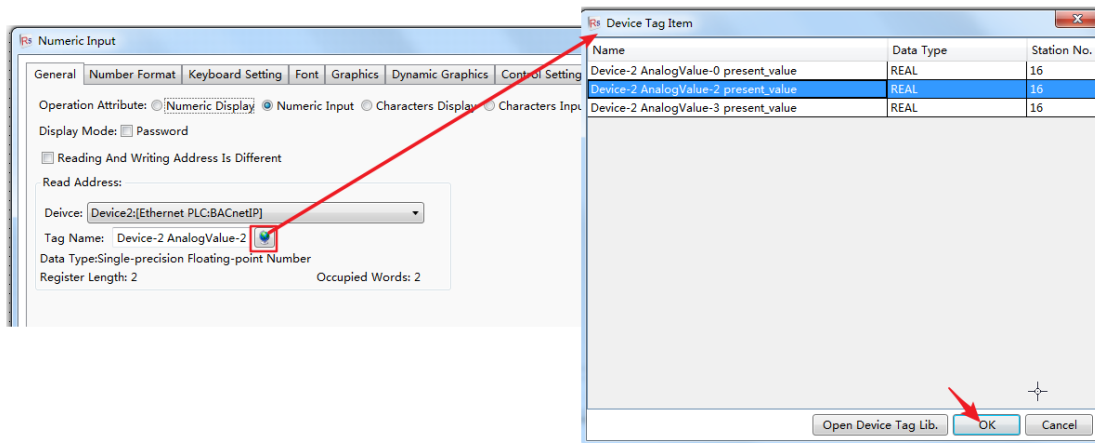 Numeric Input
General Number Format Keyboard Setting Font Graphics Dynamic Graphics Control Setting
Operation Attribute: Numeric Display Numeric Input Characters Display Characters Inpu
Display Mode: Password
Reading And Writing Address Is Different
Read Address:
Deivce: Device2:[Ethernet PLC:BACnetIP]
Tag Name: Device-2 AnalogValue-2
Data Type:Single-precision Floating-point Number
Register Length: 2 Occupied Words: 2
Device Tag Item
Name Data Type Station No.
Device-2 AnalogValue-0 present_value REAL 16
Device-2 AnalogValue-2 present_value REAL 16
Device-2 AnalogValue-3 present_value REAL 16
Open Device Tag Lib. OK Cancel